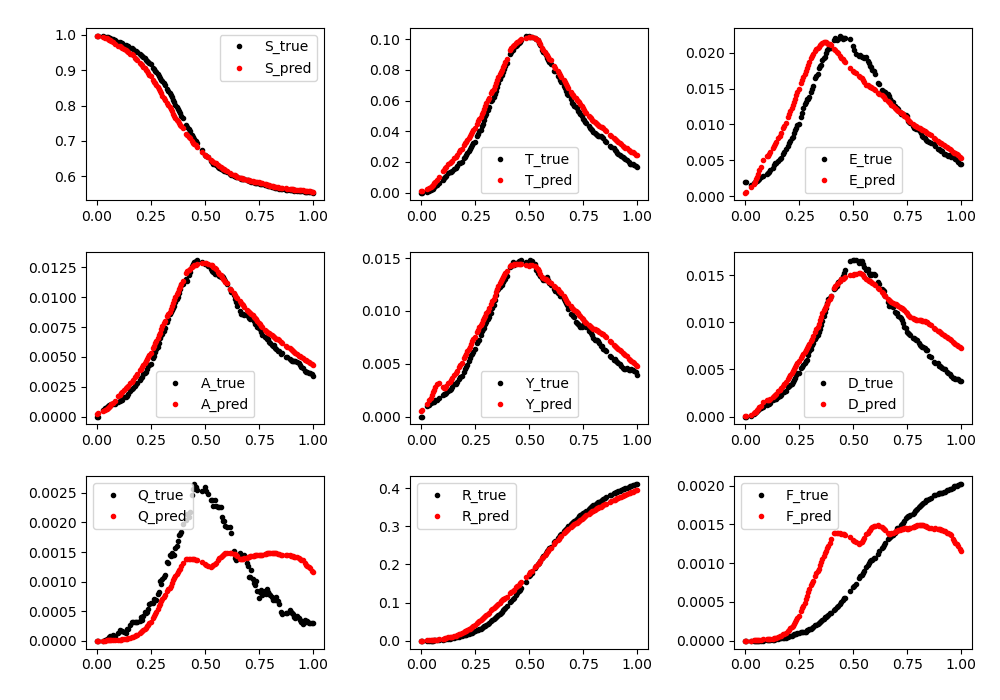 1.0
0.9
0.8
0.7
0.6
0.00 0.25 0.50 0.75 1.00
S_true
S_pred
0.10
0.08
0.06
0.04
0.02
0.00
0.00 0.25 0.50 0.75 1.00
T_true
T_pred
0.020
0.015
0.010
0.005
0.000
0.00 0.25 0.50 0.75 1.00
E_true
E_pred
0.0125
0.0100
0.0075
0.0050
0.0025
0.0000
0.00 0.25 0.50 0.75 1.00
A_true
A_pred
0.015
0.010
0.005
0.000
0.00 0.25 0.50 0.75 1.00
Y_true
Y_pred
0.015
0.010
0.005
0.000
0.00 0.25 0.50 0.75 1.00
D_true
D_pred
0.0025
0.0020
0.0015
0.0010
0.0005
0.0000
0.00 0.25 0.50 0.75 1.00
Q_true
Q_pred
0.4
0.3
0.2
0.1
0.0
0.00 0.25 0.50 0.75 1.00
R_true
R_pred
0.0020
0.0015
0.0010
0.0005
0.0000
0.00 0.25 0.50 0.75 1.00
F_true
F_pred